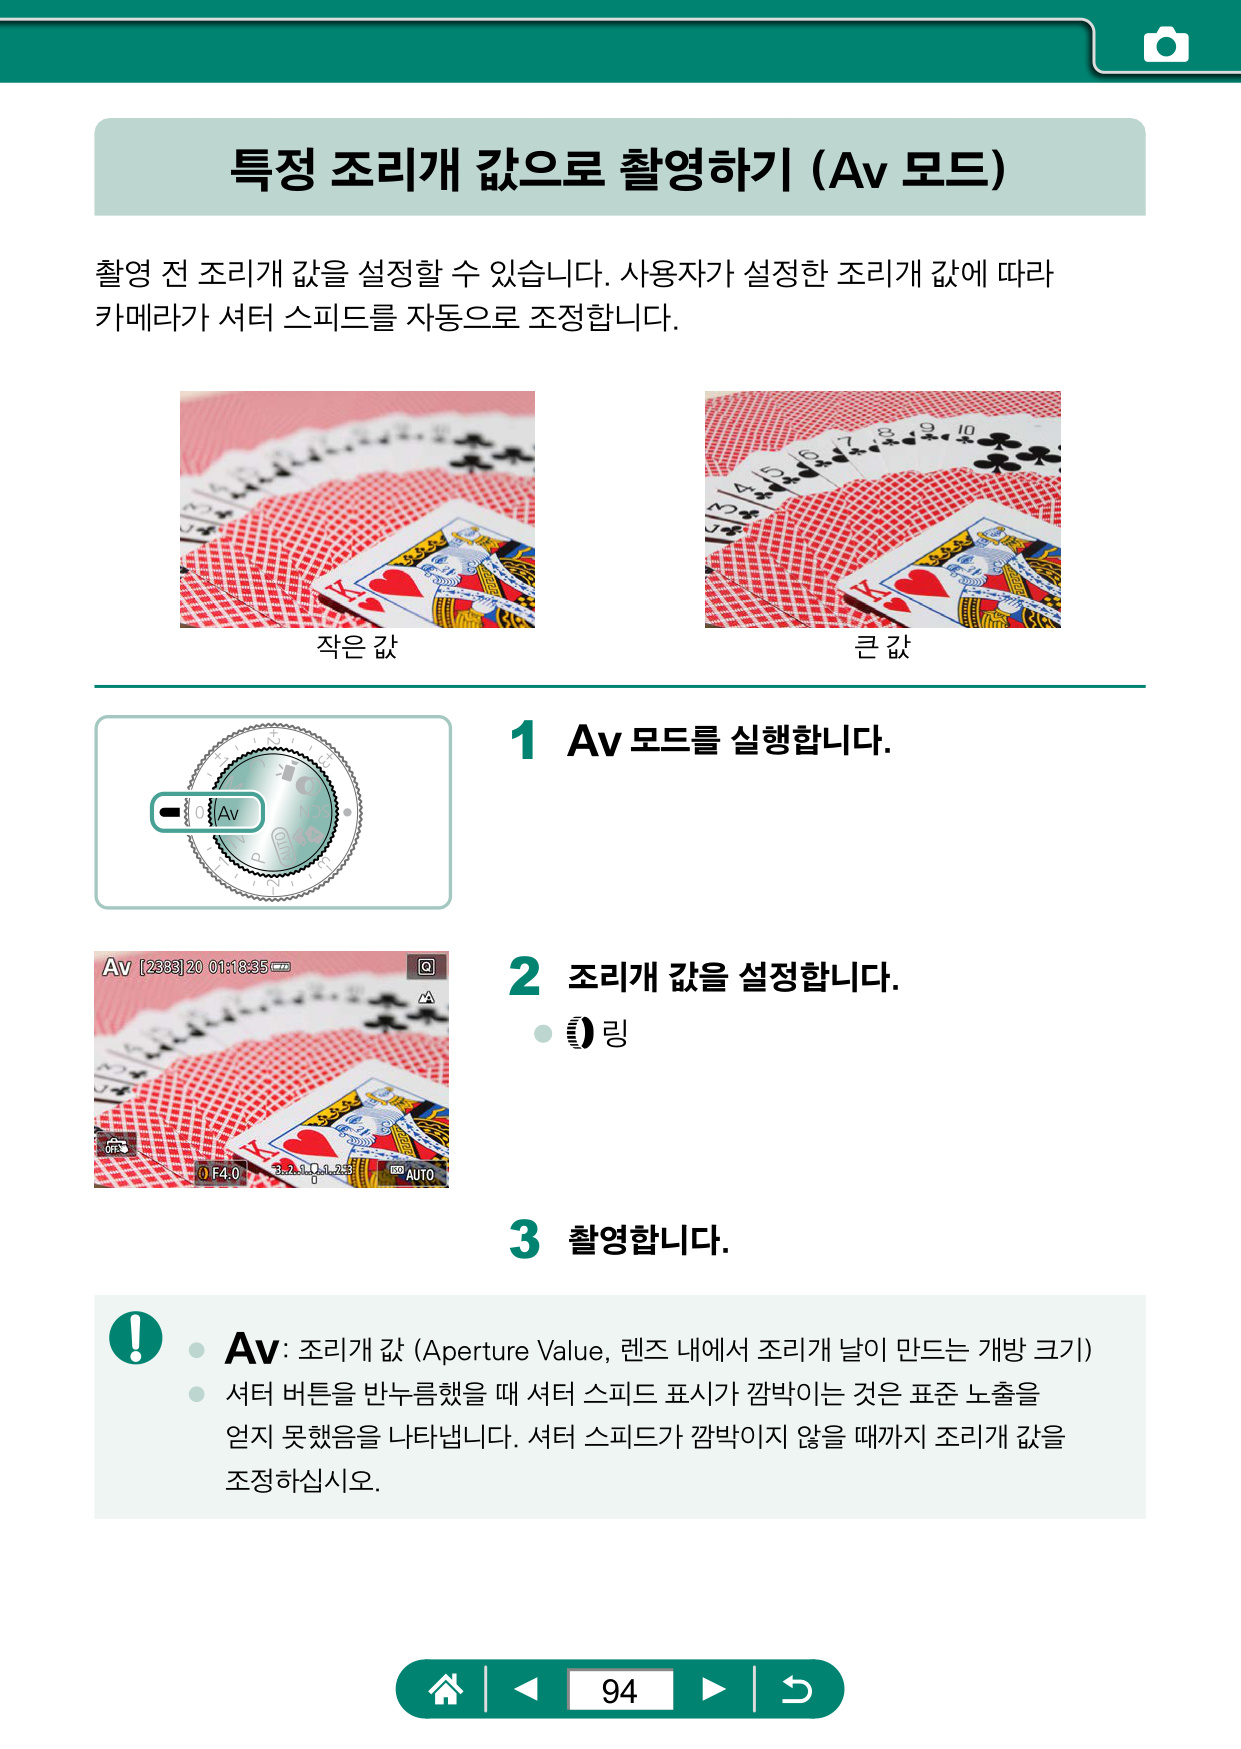 특정 조리개 값으로 촬영하기 (Av 모드)
촬영 전 조리개 값을 설정할 수 있습니다. 사용자가 설정한 조리개 값에 따라
카메라가 셔터 스피드를 자동으로 조정합니다.
작은 값
큰 값
0 Av
P
AUTO
1 Av 모드를 실행합니다.
Av [2383] 20 01:18:35
Q
OFF
F4.0
3..2..1..0..1..2..3
ISO AUTO
2 조리개 값을 설정합니다.
링
3 촬영합니다.
Av: 조리개 값 (Aperture Value, 렌즈 내에서 조리개 날이 만드는 개방 크기)
셔터 버튼을 반누름했을 때 셔터 스피드 표시가 깜박이는 것은 표준 노출을
얻지 못했음을 나타냅니다. 셔터 스피드가 깜박이지 않을 때까지 조리개 값을
조정하십시오.
94